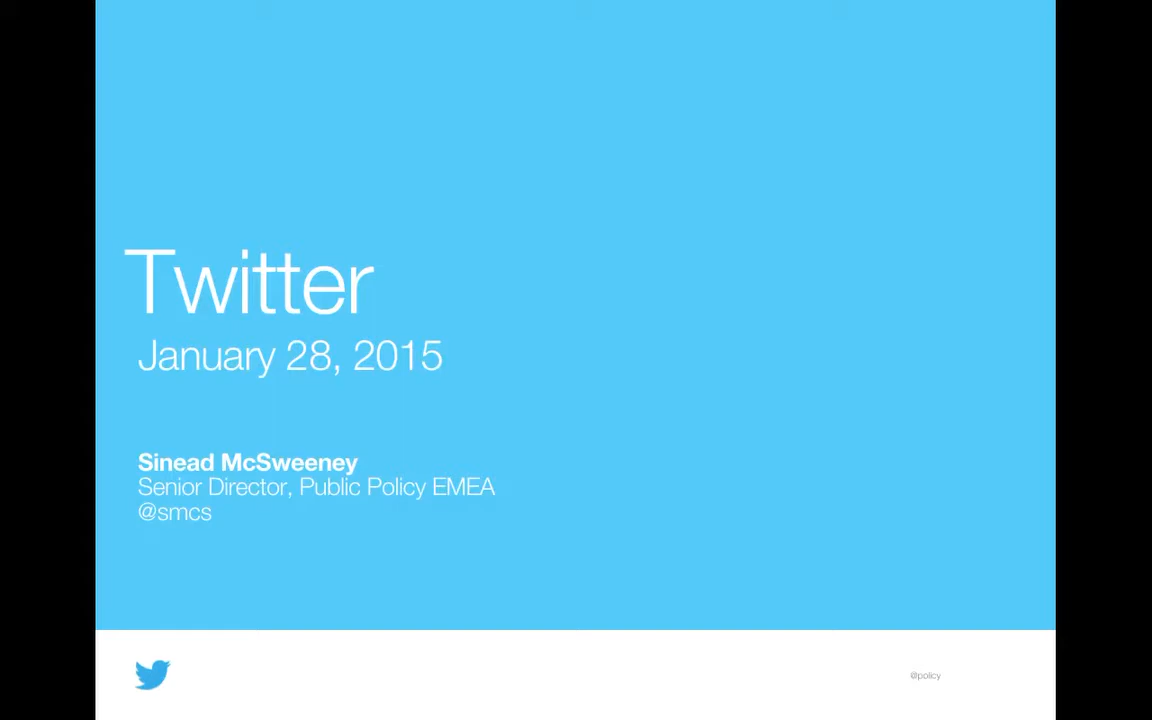 Twitter
January 28, 2015
Sinead McSweeney
Senior Director, Public Policy EMEA
@smcs
@policy